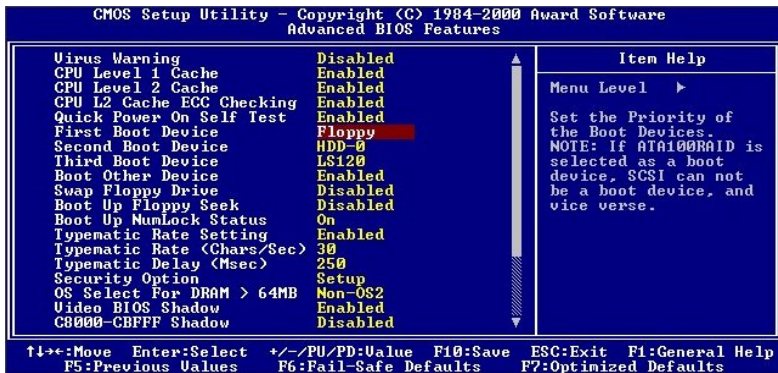 CMOS Setup Utility - Copyright (C) 1984-2000 Award Software
Advanced BIOS Features
Virus Warning Disabled
CPU Level 1 Cache Enabled
CPU Level 2 Cache Enabled
CPU L2 Cache ECC Checking Enabled
Quick Power On Self Test Enabled
First Boot Device Floppy
Second Boot Device HDD-0
Third Boot Device LS120
Boot Other Device Enabled
Swap Floppy Drive Disabled
Boot Up Floppy Seek Disabled
Boot Up NumLock Status On
Typematic Rate Setting Enabled
Typematic Rate (Chars/Sec) 30
Typematic Delay (Msec) 250
Security Option Setup
OS Select For DRAM > 64MB Non-OS2
Video BIOS Shadow Enabled
C8000-CBFFF Shadow Disabled
Item Help
Menu Level ▶
Set the Priority of
the Boot Devices.
NOTE: If ATA100RAID is
selected as a boot
device, SCSI can not
be a boot device, and
vice verse.
↑↓→←:Move Enter:Select +/-/PU/PD:Value F10:Save ESC:Exit F1:General Help
F5:Previous Values F6:Fail-Safe Defaults F7:Optimized Defaults